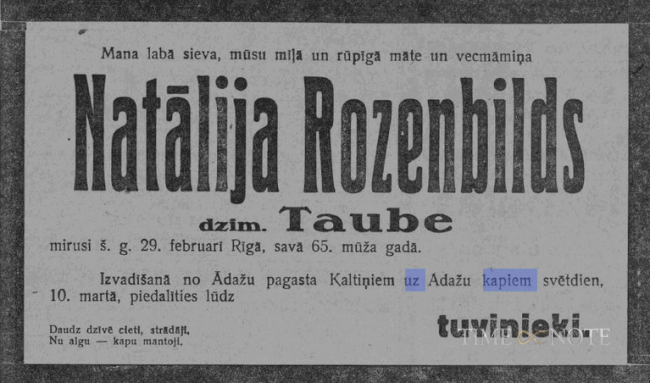 Mana labā sieva, mūsu mīļā un rūpīgā māte un vecmāmiņa
Natālija Rozenbilds
dzim. Taube
mirusi š. g. 29. februarī Rīgā, savā 65. mūža gadā.
Izvadīšanā no Ādažu pagasta Kaltiņiem uz Adažu kapiem svētdien,
10. martā, piedalīties lūdz
tuvinieki.
Daudz dzīvē cieti, strādāji,
Nu algu — kapu mantoji.
TIMENOTE